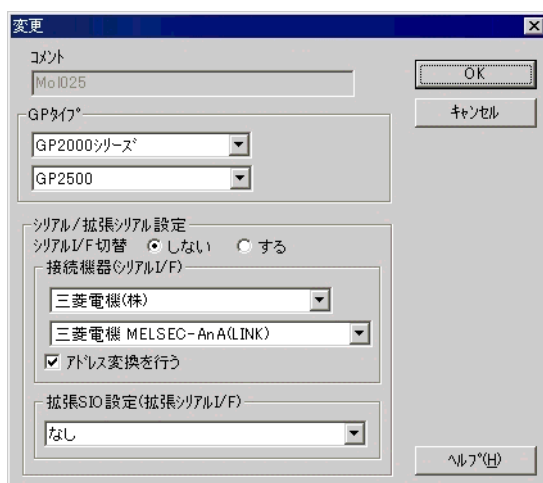 変更
コメント
Mol025
OK
キャンセル
GPﾀｲﾌﾟ
GP2000ｼﾘｰｽﾞ
GP2500
ｼﾘｱﾙ/拡張ｼﾘｱﾙ設定
ｼﾘｱﾙI/F切替 しない する
接続機器(ｼﾘｱﾙI/F)
三菱電機(株)
三菱電機 MELSEC-AnA(LINK)
ｱﾄﾞﾚｽ変換を行う
拡張SIO設定(拡張ｼﾘｱﾙI/F)
なし
ﾍﾙﾌﾟ(H)